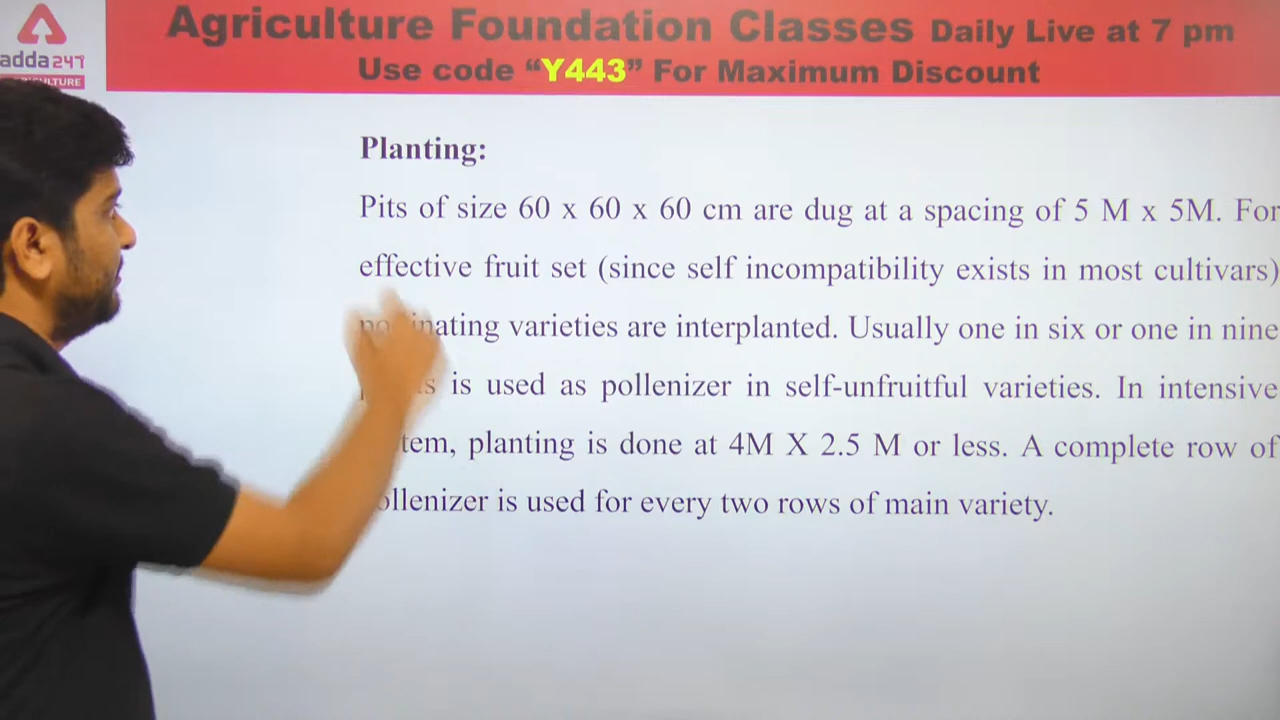 Agriculture Foundation Classes Daily Live at 7 pm
adda247
Use code “Y443” For Maximum Discount
Planting:
Pits of size 60 x 60 x 60 cm are dug at a spacing of 5 M x 5M. For
effective fruit set (since self incompatibility exists in most cultivars)
varieties are interplanted. Usually one in six or one in nine
is used as pollenizer in self-unfruitful varieties. In intensive
planting is done at 4M X 2.5 M or less. A complete row of
pollenizer is used for every two rows of main variety.